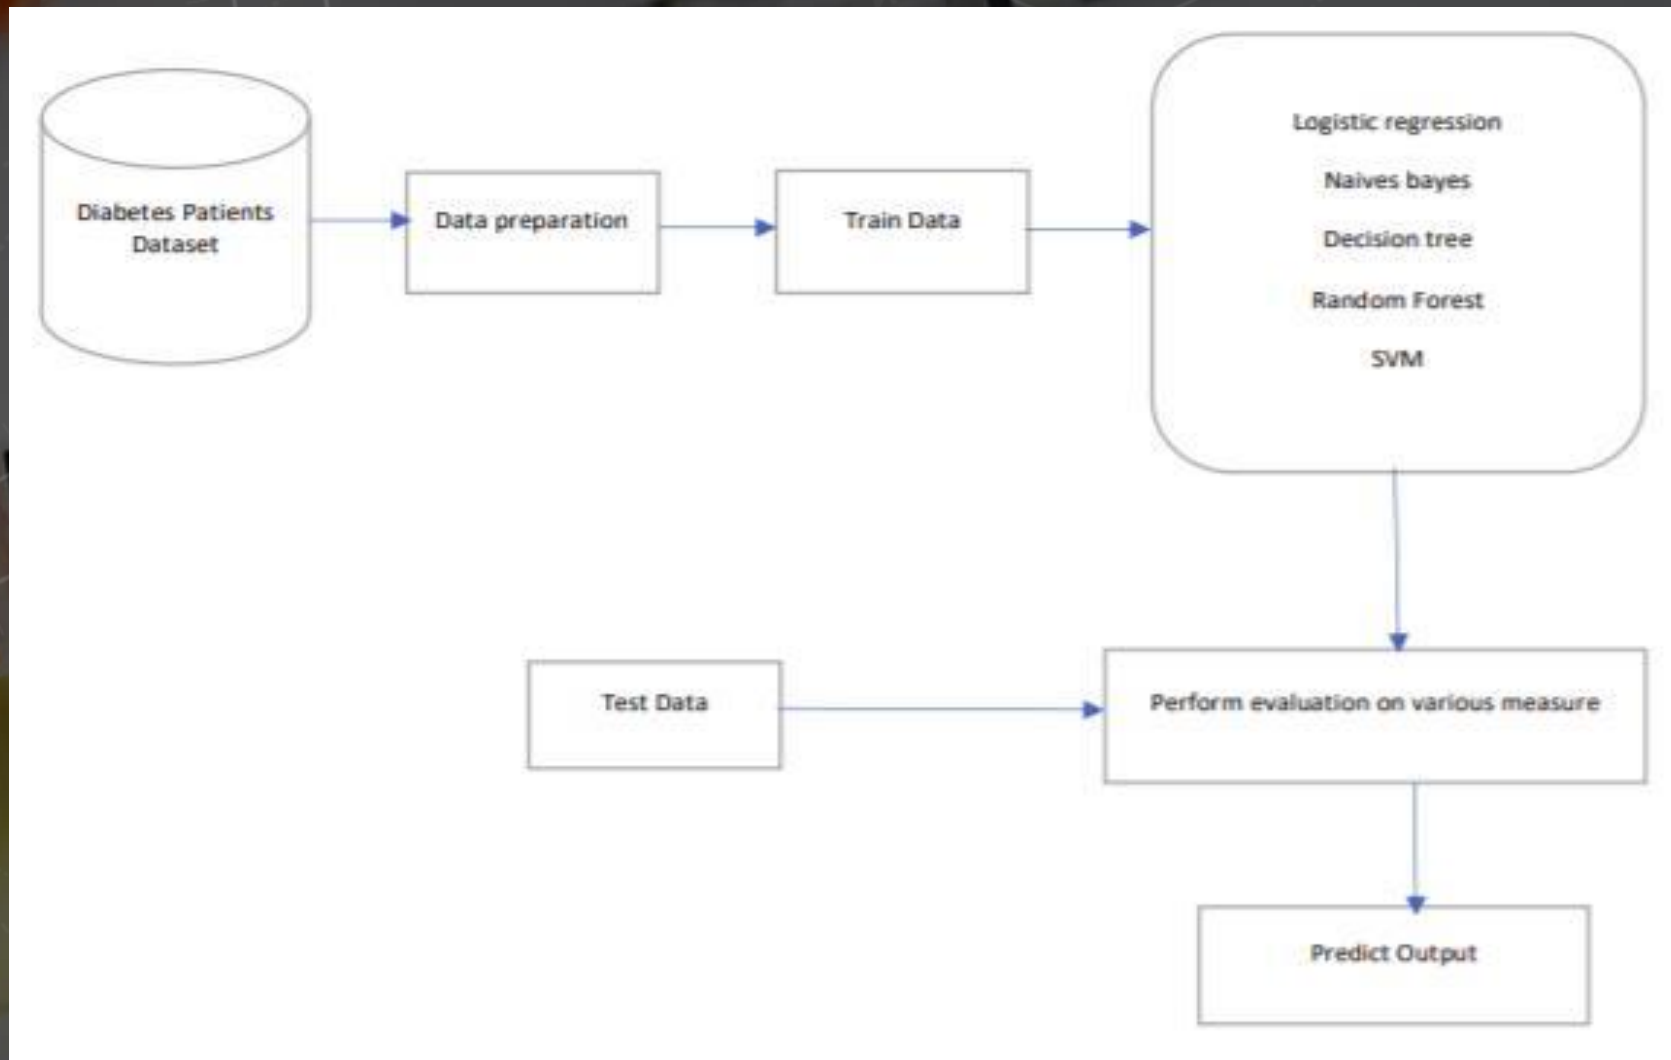 Diabetes Patients
Dataset
Data preparation
Train Data
Logistic regression
Naives bayes
Decision tree
Random Forest
SVM
Test Data
Perform evaluation on various measure
Predict Output